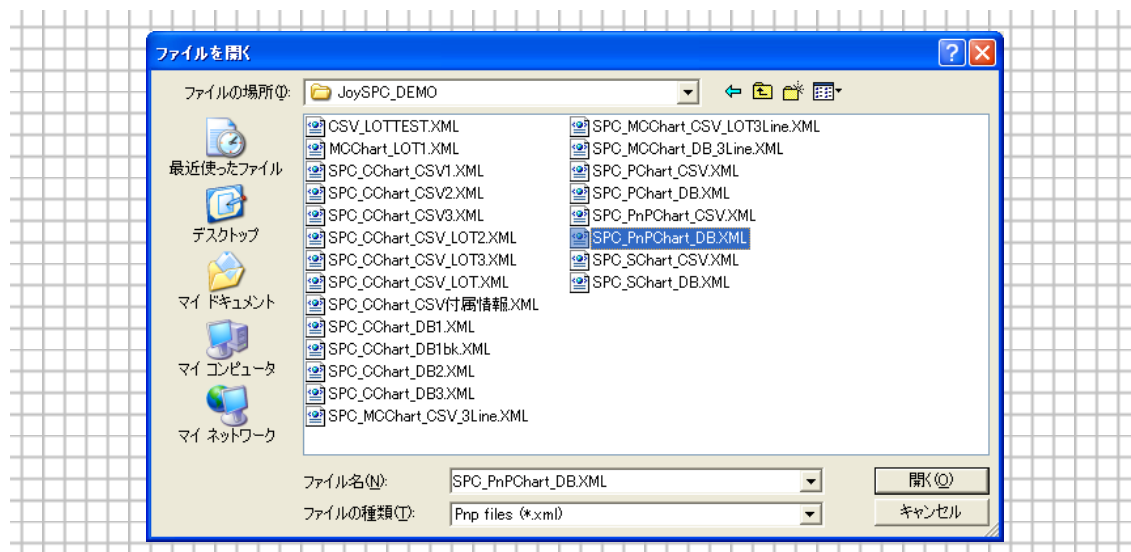 ファイルを開く
ファイルの場所(I):
JoySPC_DEMO
最近使ったファイル
デスクトップ
マイ ドキュメント
マイ コンピュータ
マイ ネットワーク
CSV_LOTTEST.XML
MCChart_LOT1.XML
SPC_CChart_CSV1.XML
SPC_CChart_CSV2.XML
SPC_CChart_CSV3.XML
SPC_CChart_CSV_LOT2.XML
SPC_CChart_CSV_LOT3.XML
SPC_CChart_CSV_LOT.XML
SPC_CChart_CSV付属情報.XML
SPC_CChart_DB1.XML
SPC_CChart_DB1bk.XML
SPC_CChart_DB2.XML
SPC_CChart_DB3.XML
SPC_MCChart_CSV_3Line.XML
SPC_MCChart_CSV_LOT3Line.XML
SPC_MCChart_DB_3Line.XML
SPC_PChart_CSV.XML
SPC_PChart_DB.XML
SPC_PnPChart_CSV.XML
SPC_PnPChart_DB.XML
SPC_SChart_CSV.XML
SPC_SChart_DB.XML
ファイル名(N):
SPC_PnPChart_DB.XML
開く(O)
ファイルの種類(T):
Pnp files (*.xml)
キャンセル